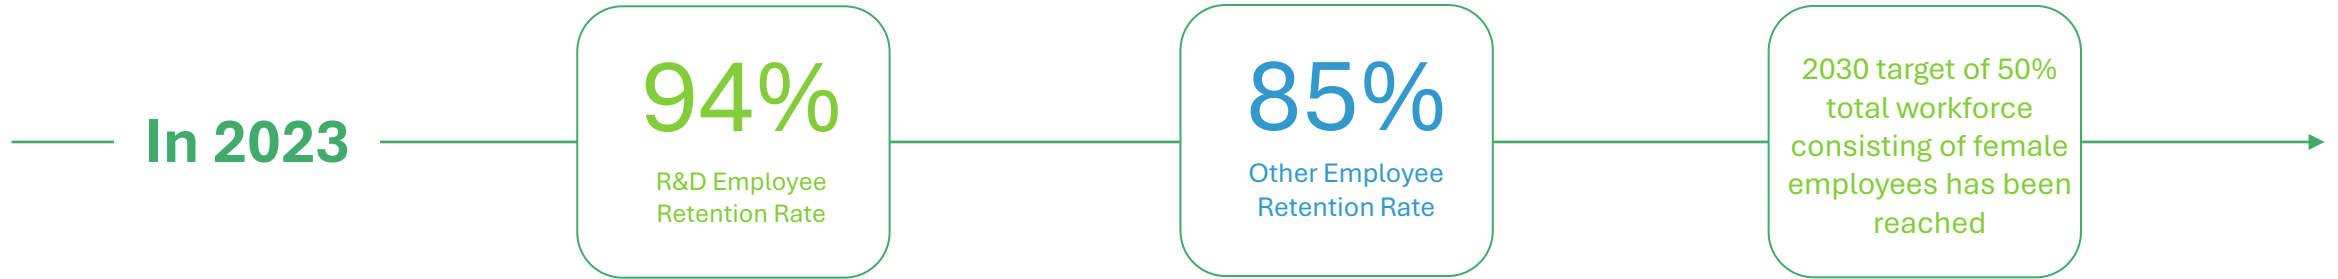 In 2023
94%
R&D Employee
Retention Rate
85%
Other Employee
Retention Rate
2030 target of 50%
total workforce
consisting of female
employees has been
reached